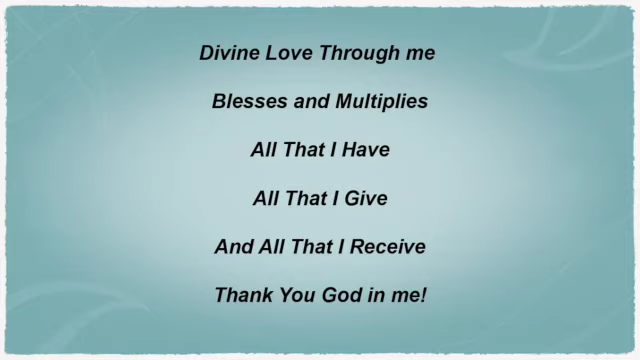 Divine Love Through me
Blesses and Multiplies
All That I Have
All That I Give
And All That I Receive
Thank You God in me!